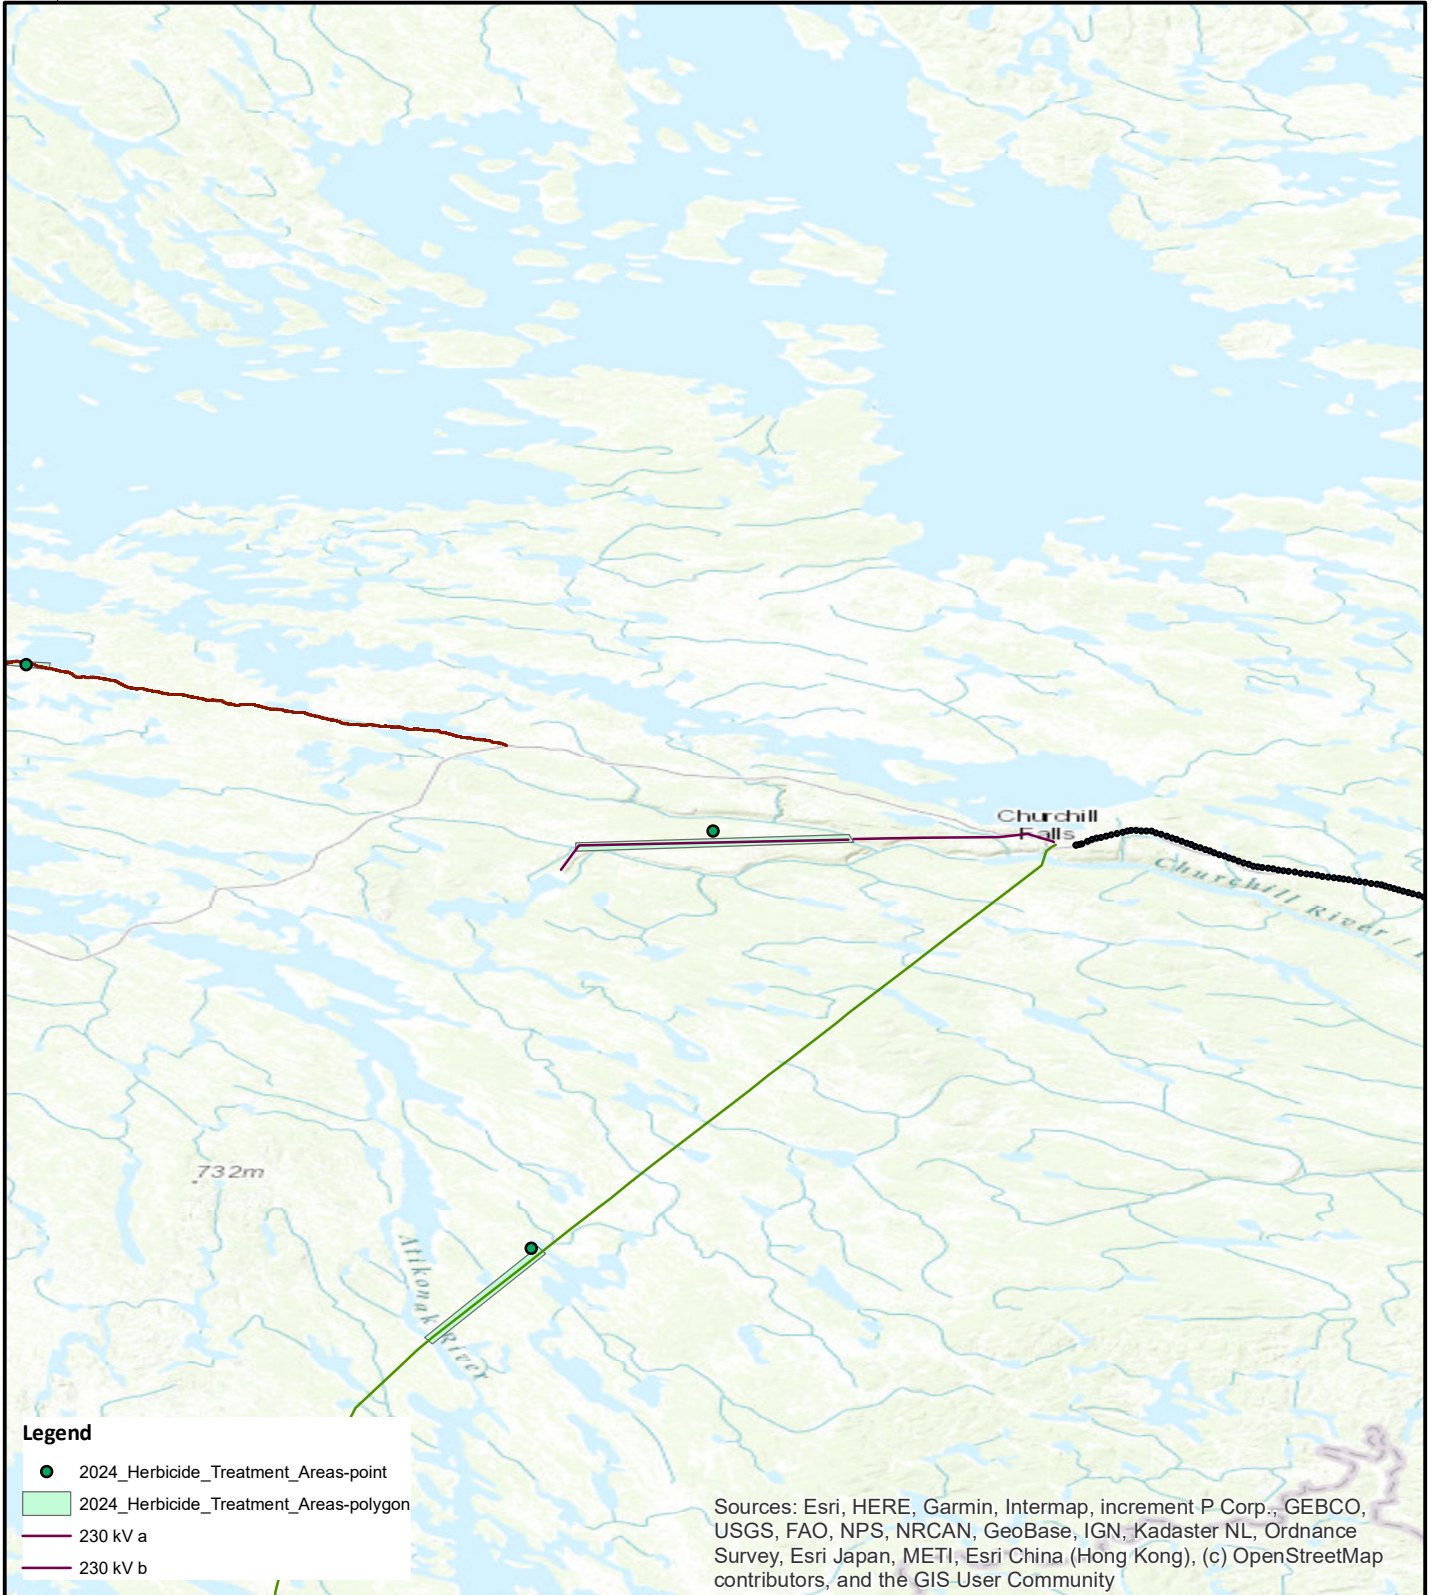 Churchill
Falls
Churchill River /
732m
Atikonak River
Legend
2024_Herbicide_Treatment_Areas-point
2024_Herbicide_Treatment_Areas-polygon
230 kV a
230 kV b
Sources: Esri, HERE, Garmin, Intermap, increment P Corp., GEBCO,
USGS, FAO, NPS, NRCAN, GeoBase, IGN, Kadaster NL, Ordnance
Survey, Esri Japan, METI, Esri China (Hong Kong), (c) OpenStreetMap
contributors, and the GIS User Community